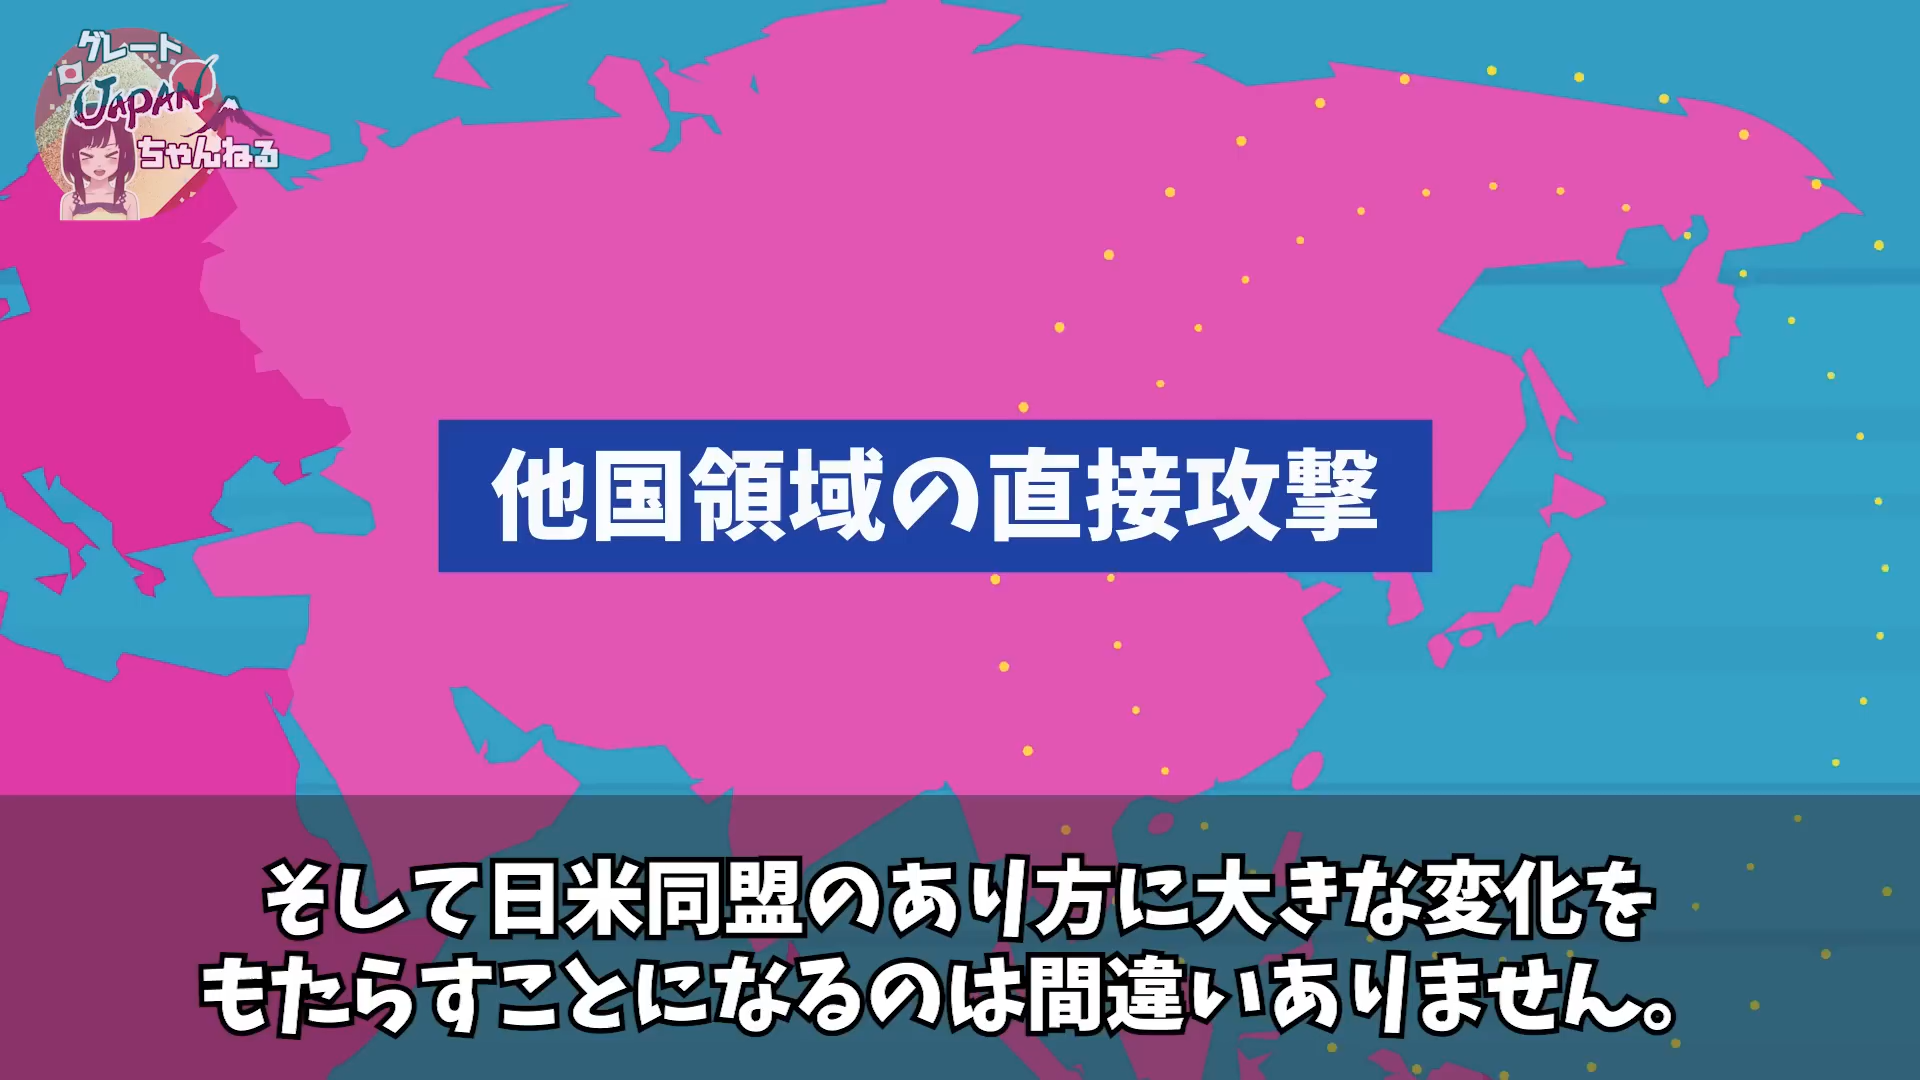 グレート
JAPAN
ちゃんねる
他国領域の直接攻撃
そして日米同盟のあり方に大きな変化を
もたらすことになるのは間違いありません。